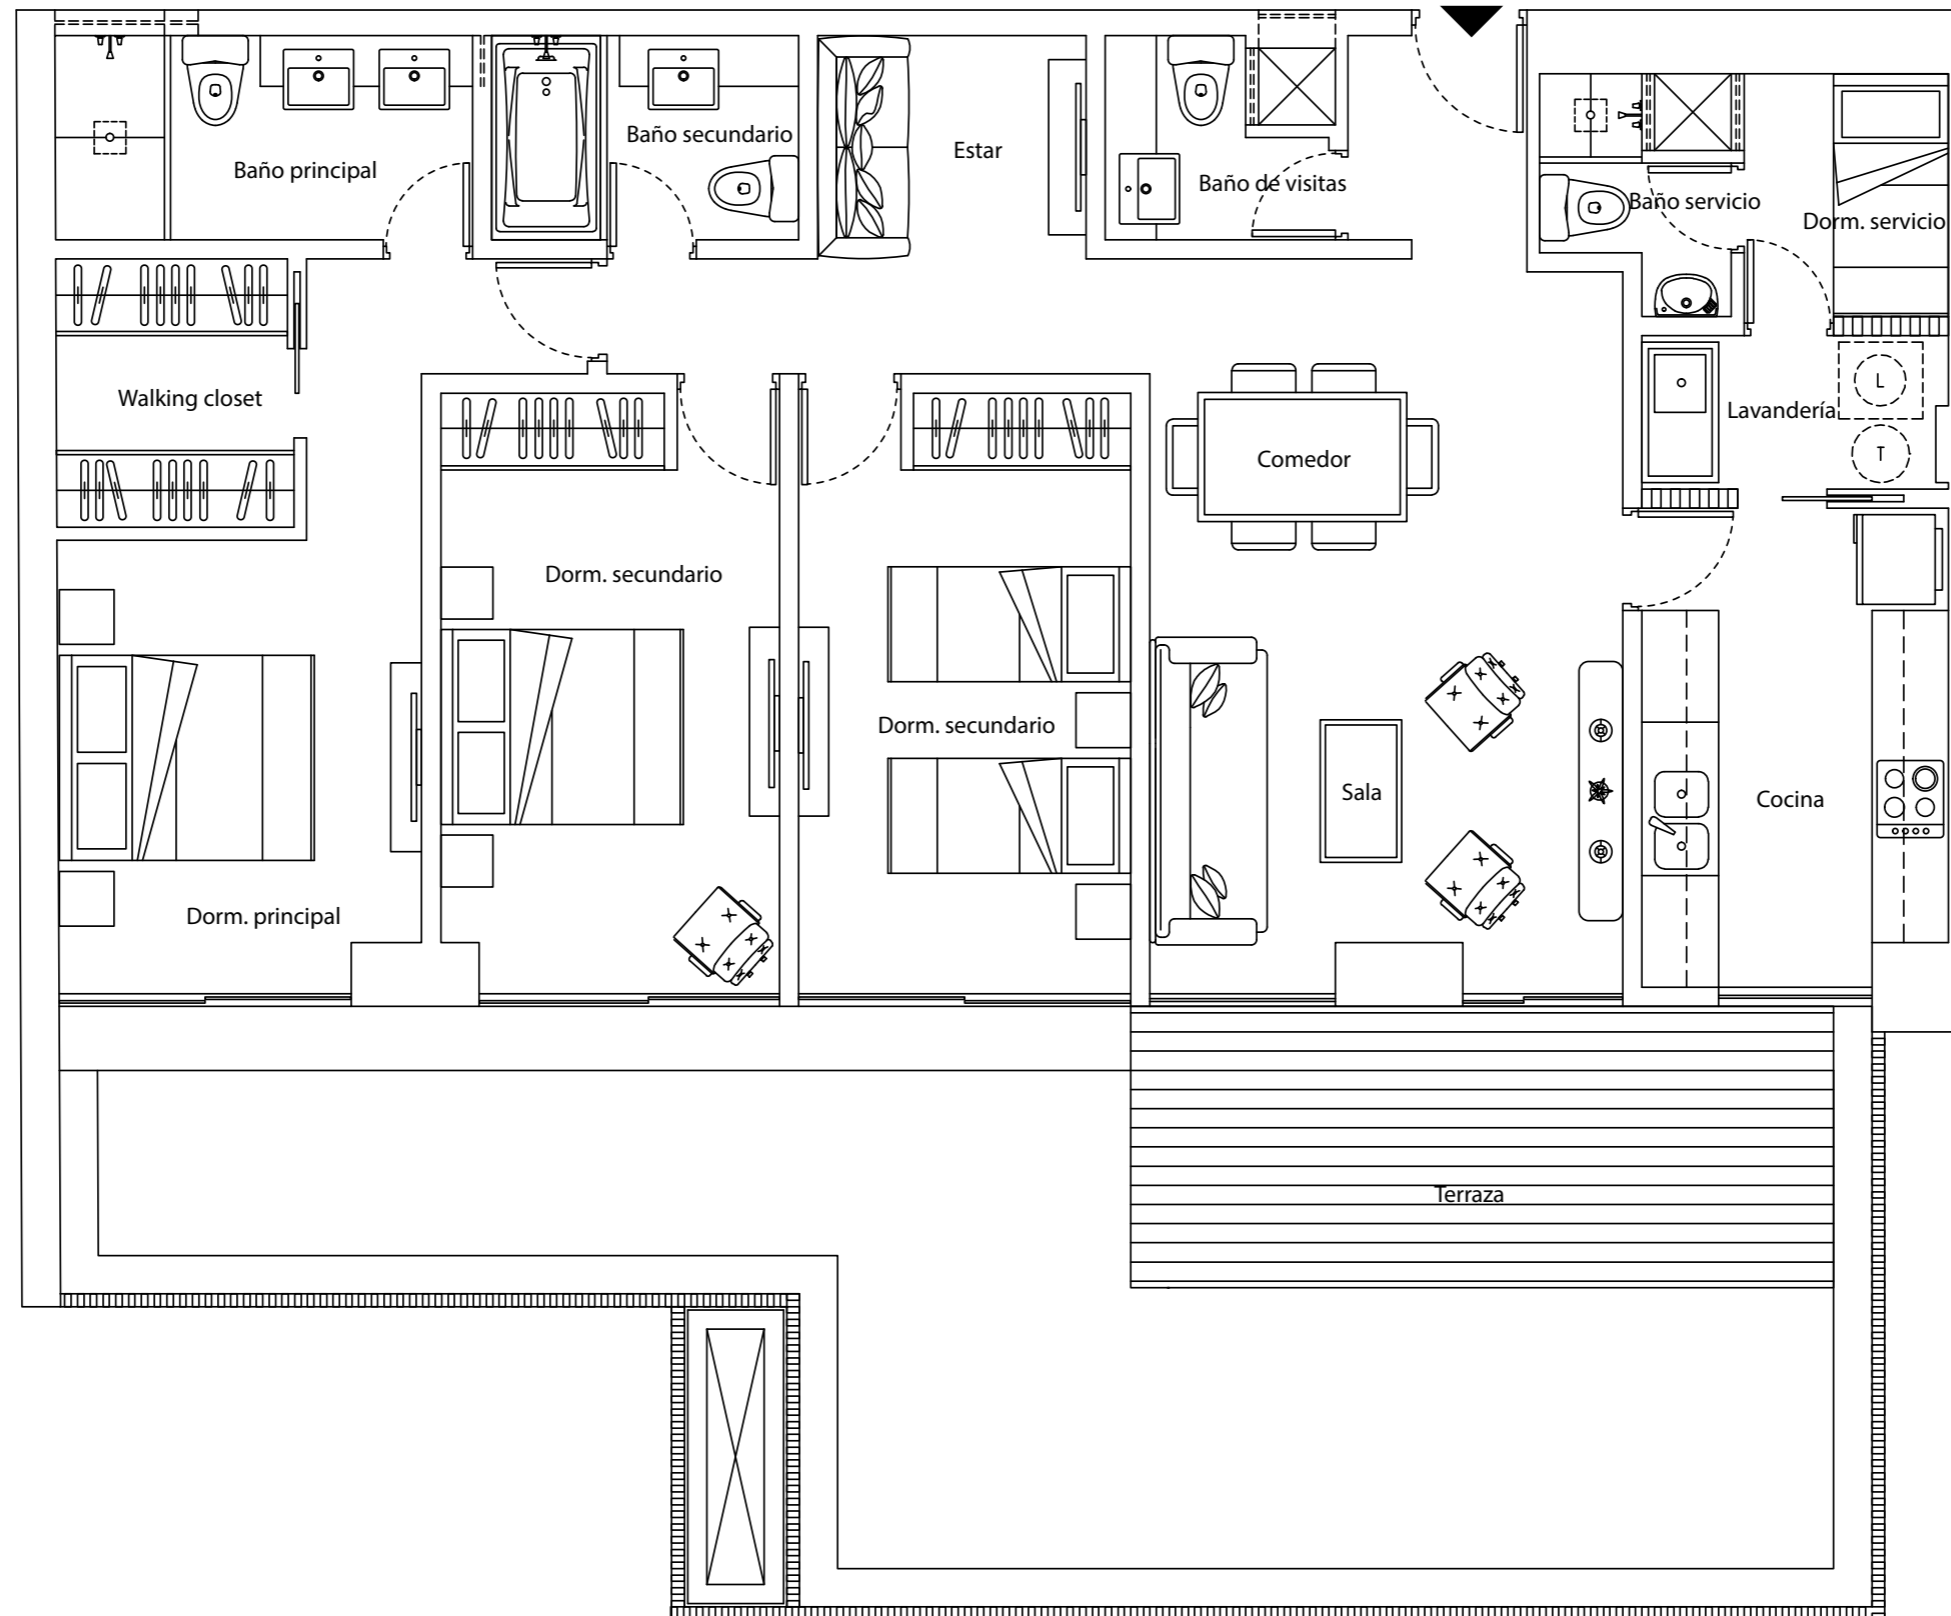 Baño principal
Baño secundario
Estar
Baño de visitas
Baño servicio
Dorm. servicio
Walking closet
Comedor
Lavandería
L
T
Dorm. secundario
Dorm. secundario
Sala
Cocina
Dorm. principal
Terraza